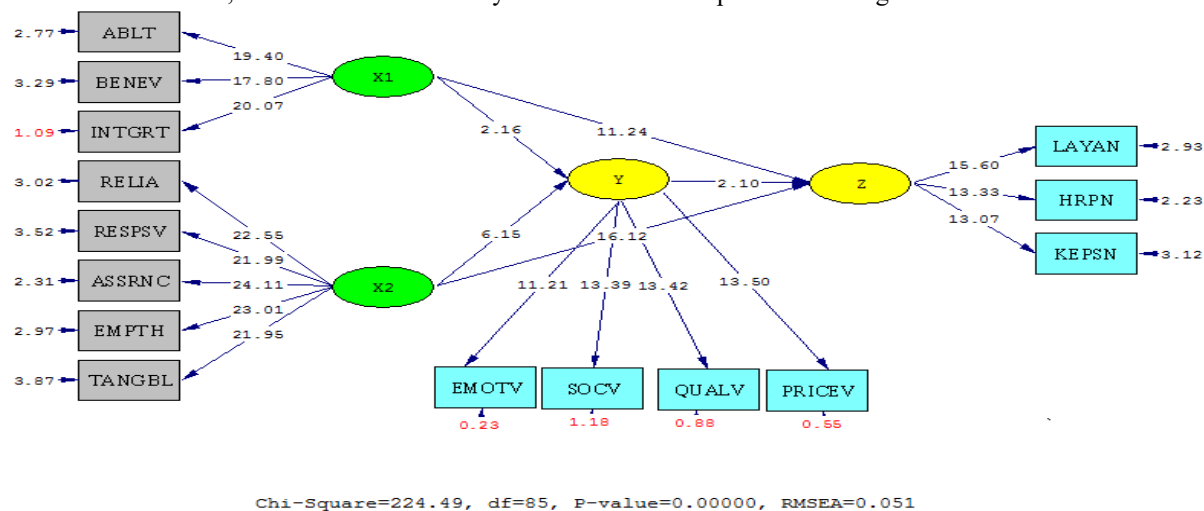 2.77 ABLT
19.40
3.29 BENEV X1
17.80
20.07
1.09 INTGRT 2.16 11.24 LAYAN 2.93
15.60
3.02 RELIA Y 2.10 Z 13.33 HRPN 2.23
13.07
3.52 RESPSV 22.55 6.15 16.12
21.99 KEPSN 3.12
2.31 ASSRNC 24.11 X2 11.21 13.39 13.42 13.50
23.01
2.97 EMPTH
21.95
3.87 TANGBL EMOTV SOCV QUALV PRICEV
0.23 1.18 0.88 0.55
Chi-Square=224.49, df=85, P-value=0.00000, RMSEA=0.051